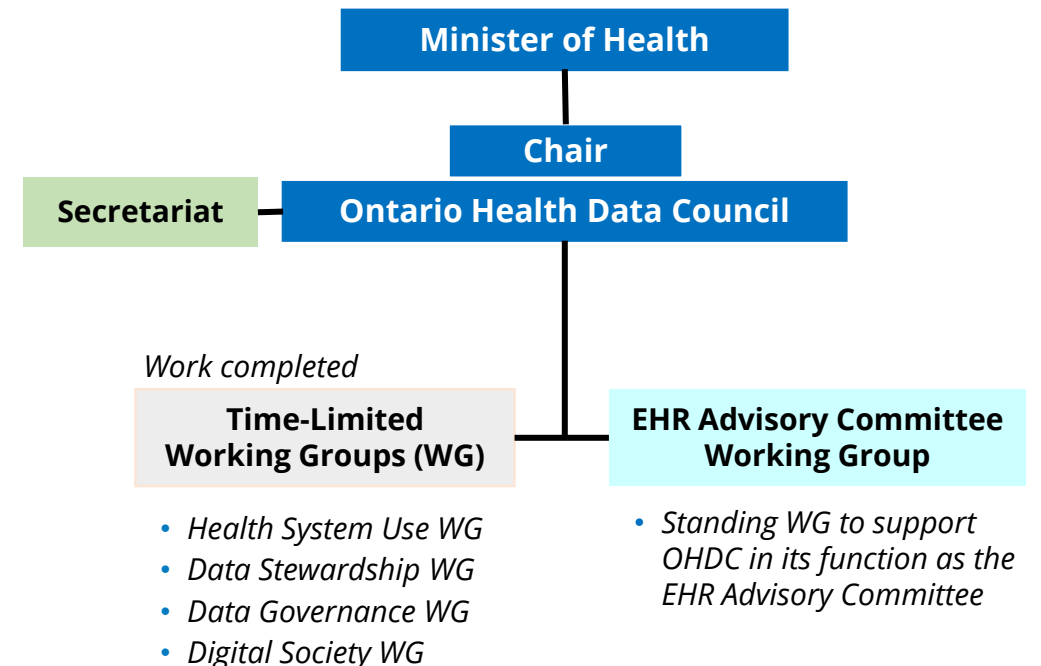 Minister of Health
Chair
Secretariat
Ontario Health Data Council
Work completed
Time-Limited
Working Groups (WG)
• Health System Use WG
• Data Stewardship WG
• Data Governance WG
• Digital Society WG
EHR Advisory Committee
Working Group
• Standing WG to support
OHDC in its function as the
EHR Advisory Committee